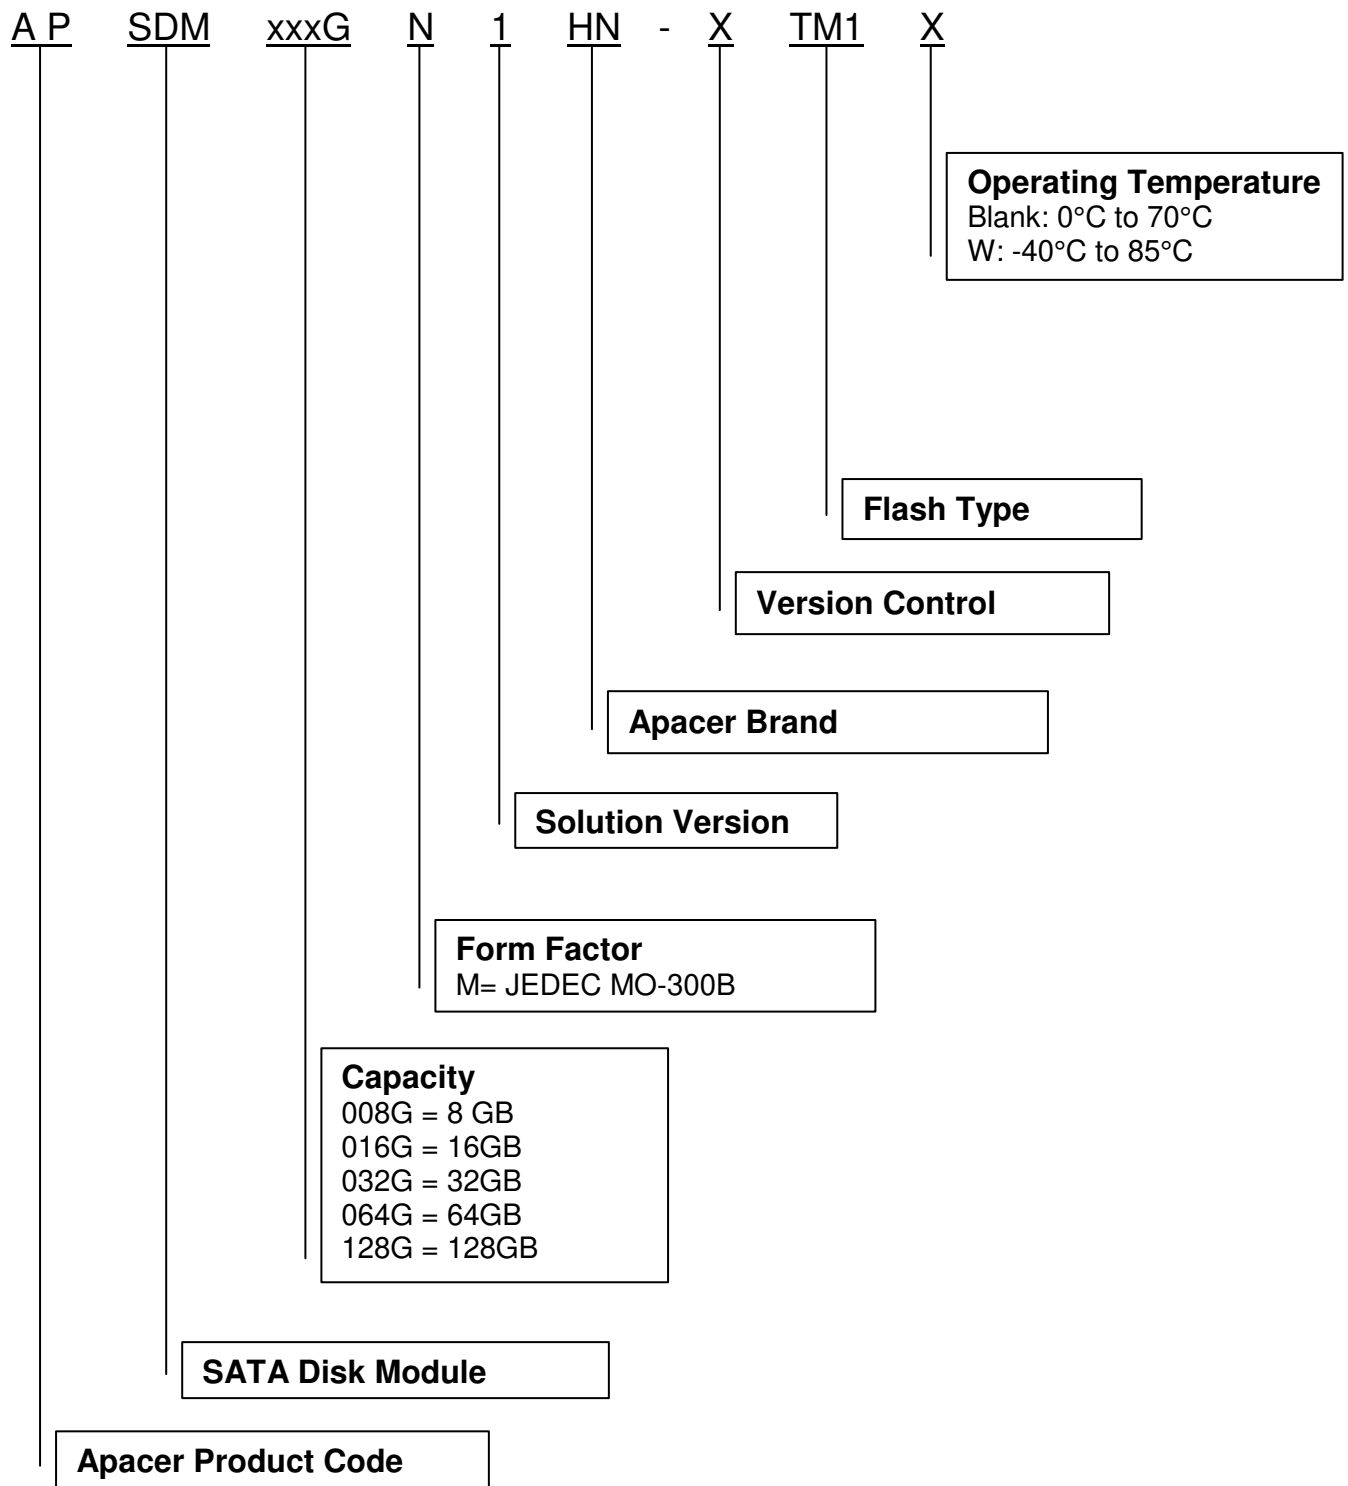 A P SDM xxxG N 1 HN - X TM1 X
Operating Temperature
Blank: 0°C to 70°C
W: -40°C to 85°C
Flash Type
Version Control
Apacer Brand
Solution Version
Form Factor
M= JEDEC MO-300B
Capacity
008G = 8 GB
016G = 16GB
032G = 32GB
064G = 64GB
128G = 128GB
SATA Disk Module
Apacer Product Code